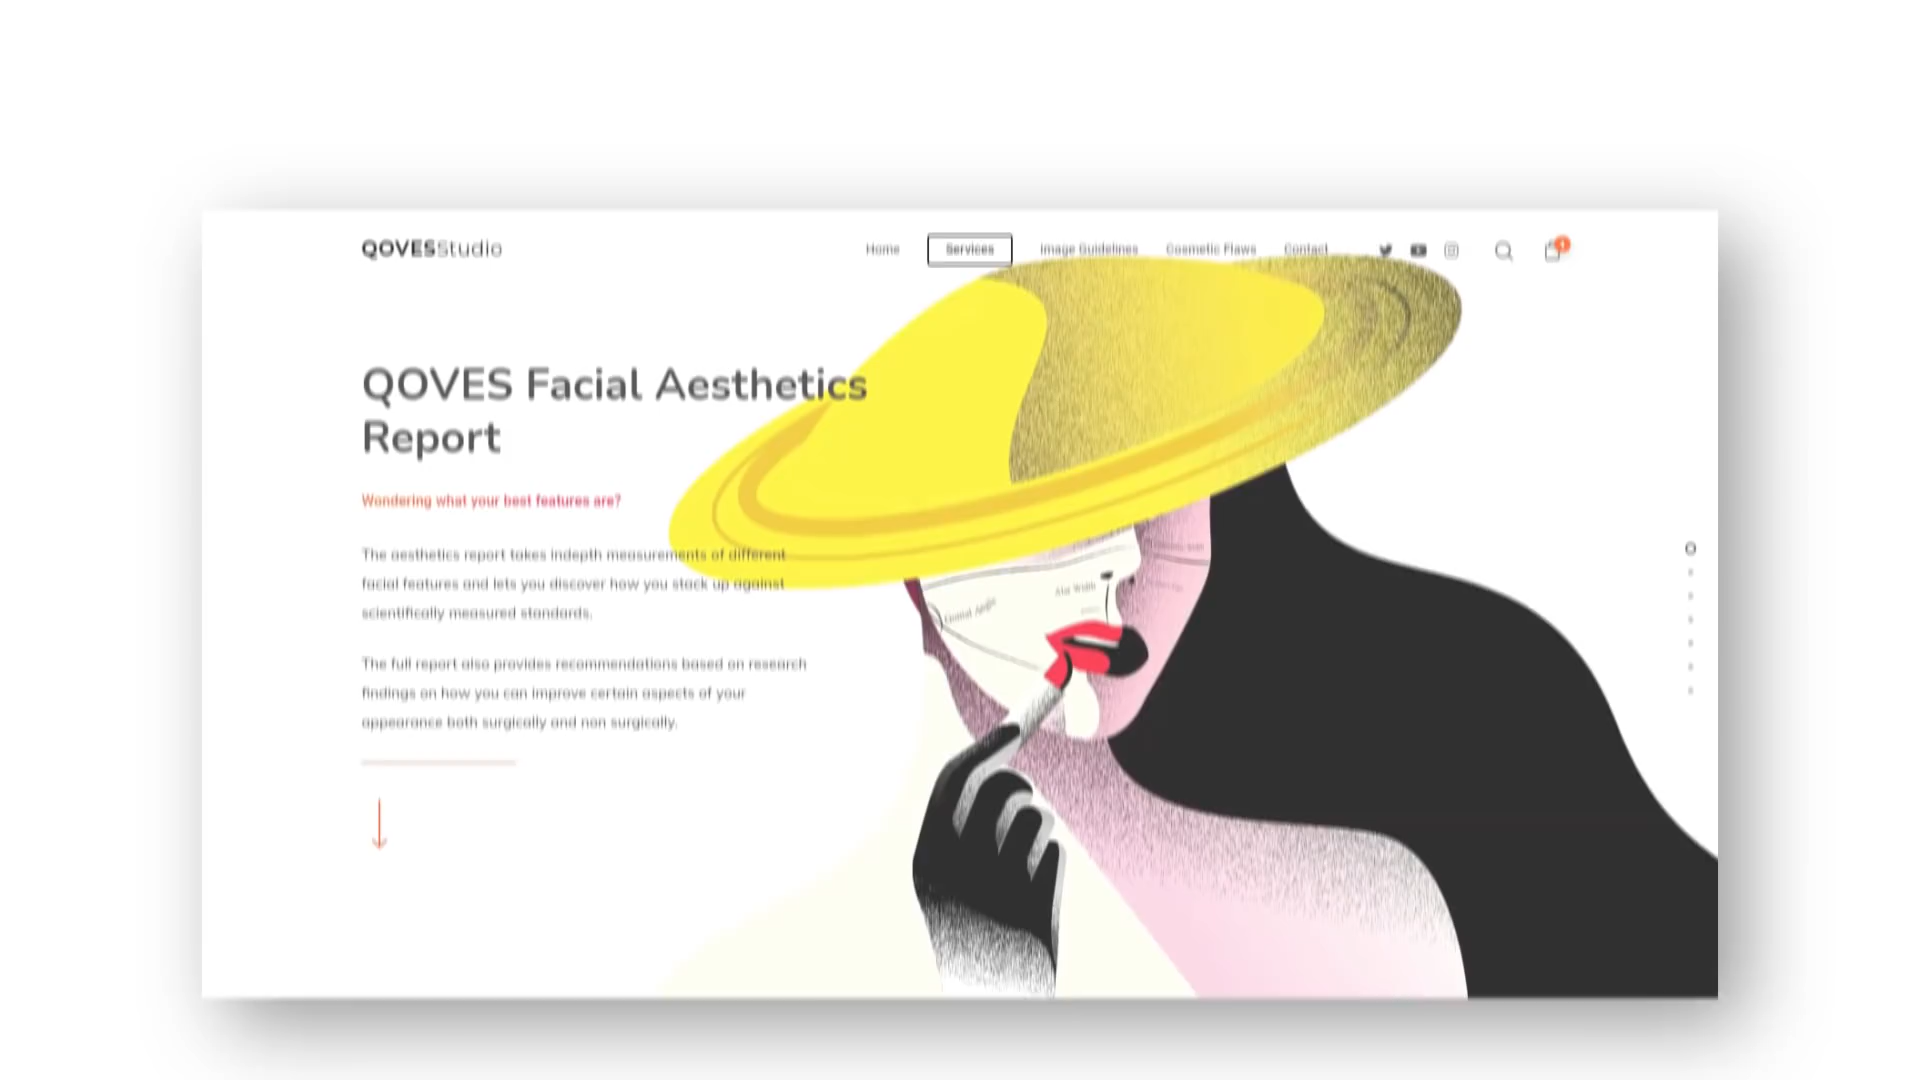 QOVESStudio
Home Services Image Guidelines Cosmetic Flaws Contact
QOVES Facial Aesthetics
Report
Wondering what your best features are?
The aesthetics report takes indepth measurements of different
facial features and lets you discover how you stack up against
scientifically measured standards.
The full report also provides recommendations based on research
findings on how you can improve certain aspects of your
appearance both surgically and non surgically.
Alar Width